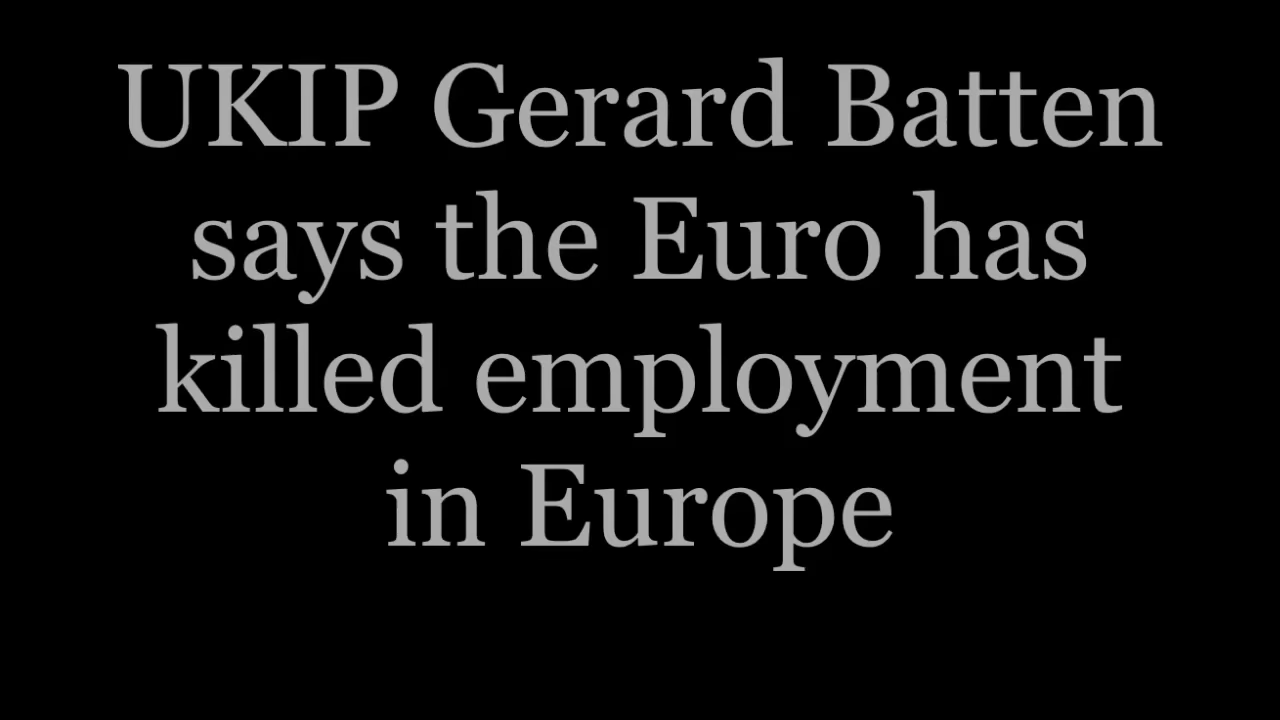 UKIP Gerard Batten
says the Euro has
killed employment
in Europe